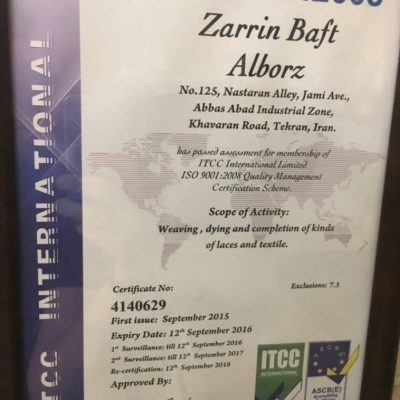 Zarrin Baft
Alborz
No.125, Nastaran Alley, Jami Ave.,
Abbas Abad Industrial Zone,
Khavaran Road, Tehran, Iran.
has passed assessment for membership of
ITCC International Limited
ISO 9001:2008 Quality Management
Certification Scheme.
Scope of Activity:
Weaving , dying and completion of kinds
of laces and textile.
Certificate No:
Exclusions: 7.3
4140629
First issue: September 2015
Expiry Date: 12th September 2016
1st Surveillance: till 12th September 2016
2nd Surveillance: till 12th September 2017
Re-certification: 12th September 2018
Approved By:
ITCC INTERNATIONAL
ITCC
INTERNATIONAL
ASCB
ASCB(E)